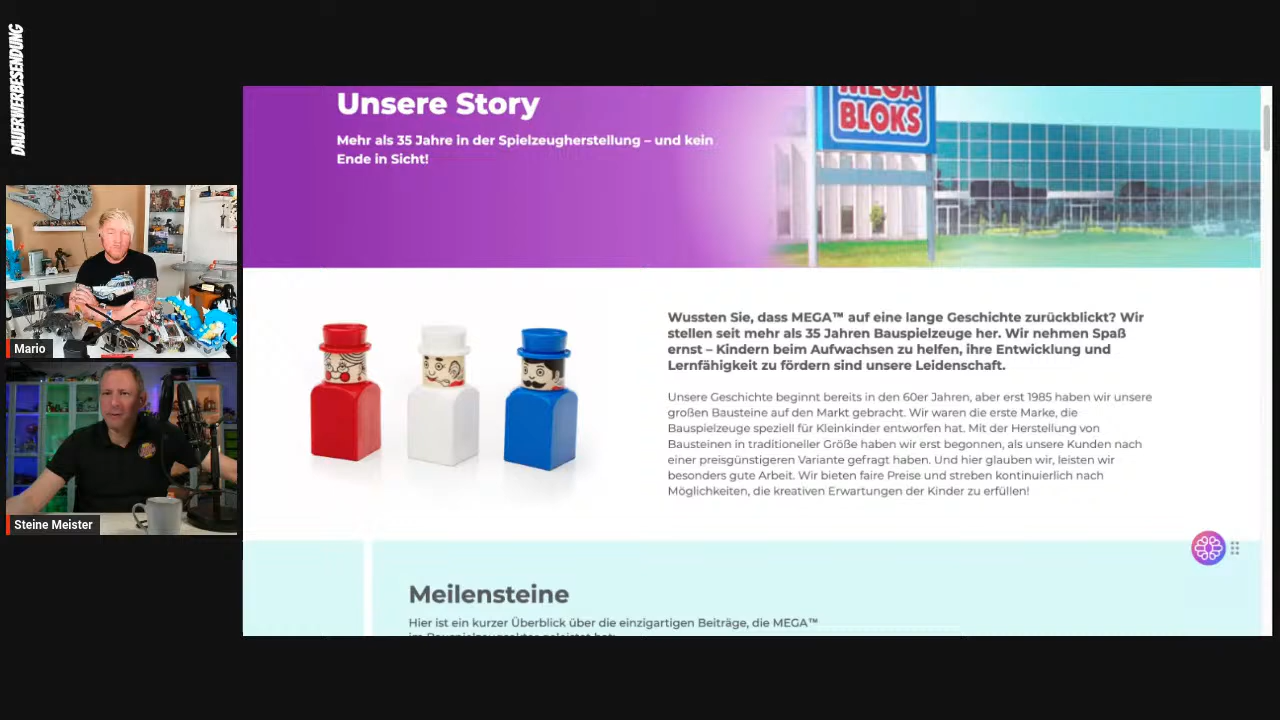 DAUERWERBESENDUNG
Mario
Steine Meister
Unsere Story
Mehr als 35 Jahre in der Spielzeugherstellung – und kein
Ende in Sicht!
MEGA
BLOKS
Wussten Sie, dass MEGA™ auf eine lange Geschichte zurückblickt? Wir
stellen seit mehr als 35 Jahren Bauspielzeuge her. Wir nehmen Spaß
ernst – Kindern beim Aufwachsen zu helfen, ihre Entwicklung und
Lernfähigkeit zu fördern sind unsere Leidenschaft.
Unsere Geschichte beginnt bereits in den 60er Jahren, aber erst 1985 haben wir unsere
großen Bausteine auf den Markt gebracht. Wir waren die erste Marke, die
Bauspielzeuge speziell für Kleinkinder entworfen hat. Mit der Herstellung von
Bausteinen in traditioneller Größe haben wir erst begonnen, als unsere Kunden nach
einer preisgünstigeren Variante gefragt haben. Und hier glauben wir, leisten wir
besonders gute Arbeit. Wir bieten faire Preise und streben kontinuierlich nach
Möglichkeiten, die kreativen Erwartungen der Kinder zu erfüllen!
Meilensteine
Hier ist ein kurzer Überblick über die einzigartigen Beiträge, die MEGA™